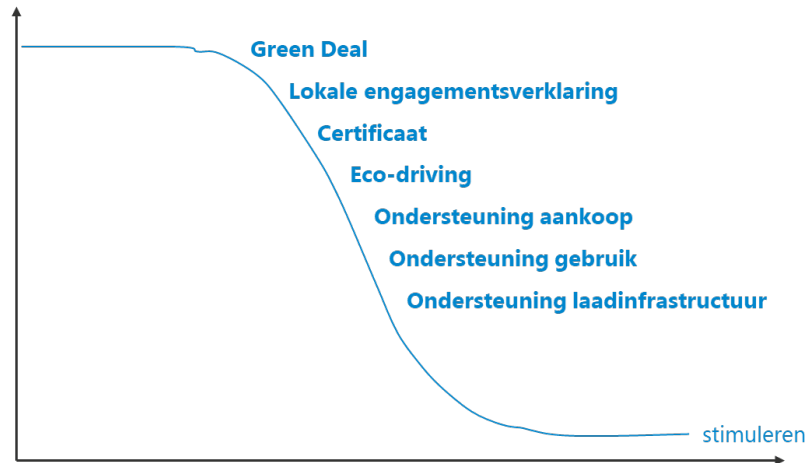 Green Deal
Lokale engagementsverklaring
Certificaat
Eco-driving
Ondersteuning aankoop
Ondersteuning gebruik
Ondersteuning laadinfrastructuur
stimuleren